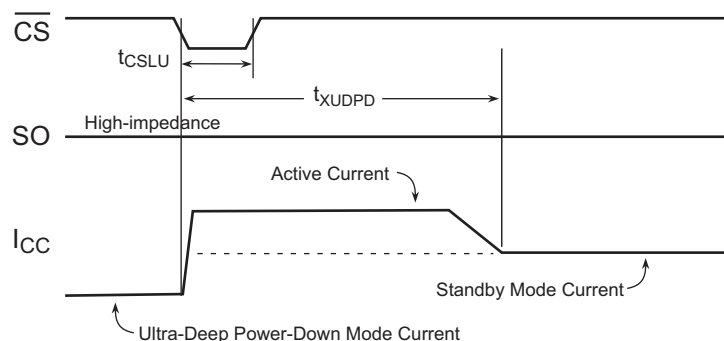 CS
tCSLU
tXUDPD
High-impedance
SO
Active Current
ICC
Standby Mode Current
Ultra-Deep Power-Down Mode Current